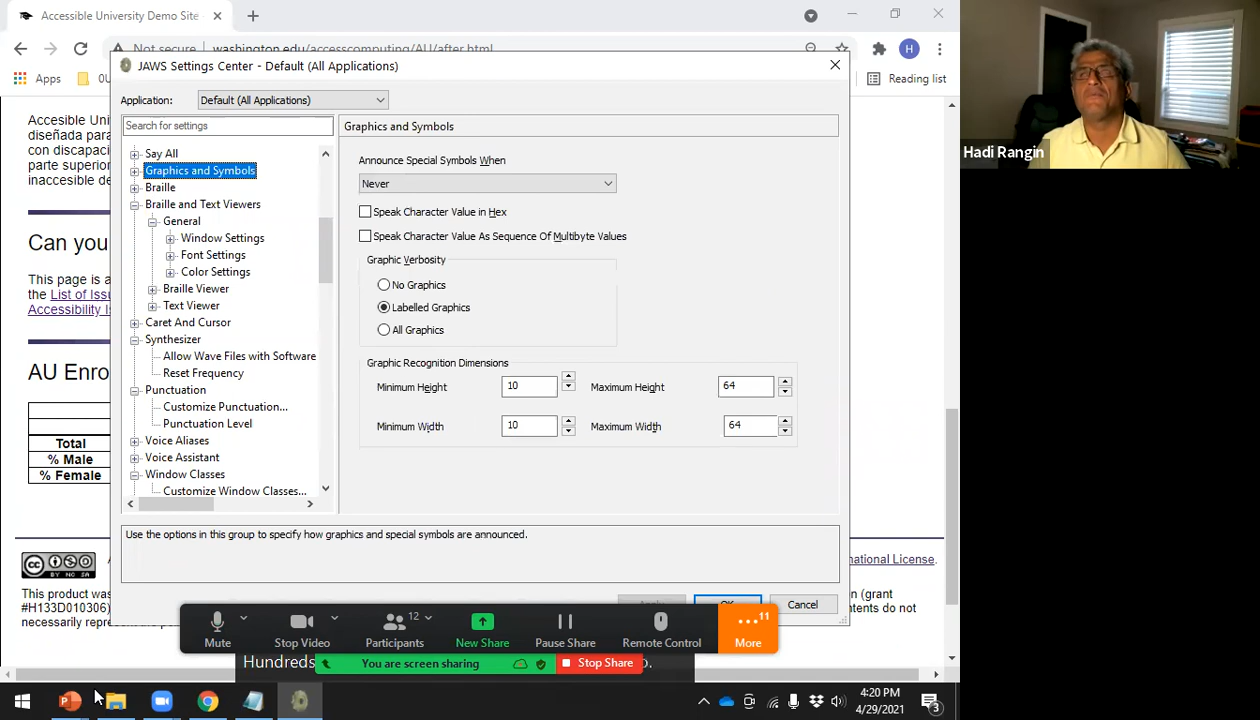 Accessible University Demo Site -
Not secure washington.edu/accesscomputing/AU/after.html
H
Apps
Reading list
JAWS Settings Center - Default (All Applications)
Application: Default (All Applications)
Search for settings
Say All
Graphics and Symbols
Braille
Braille and Text Viewers
General
Window Settings
Font Settings
Color Settings
Braille Viewer
Text Viewer
Caret And Cursor
Synthesizer
Allow Wave Files with Software
Reset Frequency
Punctuation
Customize Punctuation...
Punctuation Level
Voice Aliases
Voice Assistant
Window Classes
Customize Window Classes...
Graphics and Symbols
Announce Special Symbols When
Never
Speak Character Value in Hex
Speak Character Value As Sequence Of Multibyte Values
Graphic Verbosity
No Graphics
Labelled Graphics
All Graphics
Graphic Recognition Dimensions
Minimum Height 10 Maximum Height 64
Minimum Width 10 Maximum Width 64
Use the options in this group to specify how graphics and special symbols are announced.
OK Cancel
Accesible Uni
diseñada para
con discapaci
parte superior
inaccesible de
Can you
This page is a
the List of Issu
Accessibility Is
AU Enro
Total
% Male
% Female
BY NC SA
national License.
This product was n (grant
#H133D010306) ents do not
necessarily represent the po
Mute
Stop Video
12
Participants
New Share
Pause Share
Remote Control
11
More
Hundreds
You are screen sharing
Stop Share
4:20 PM
4/29/2021
3
Hadi Rangin